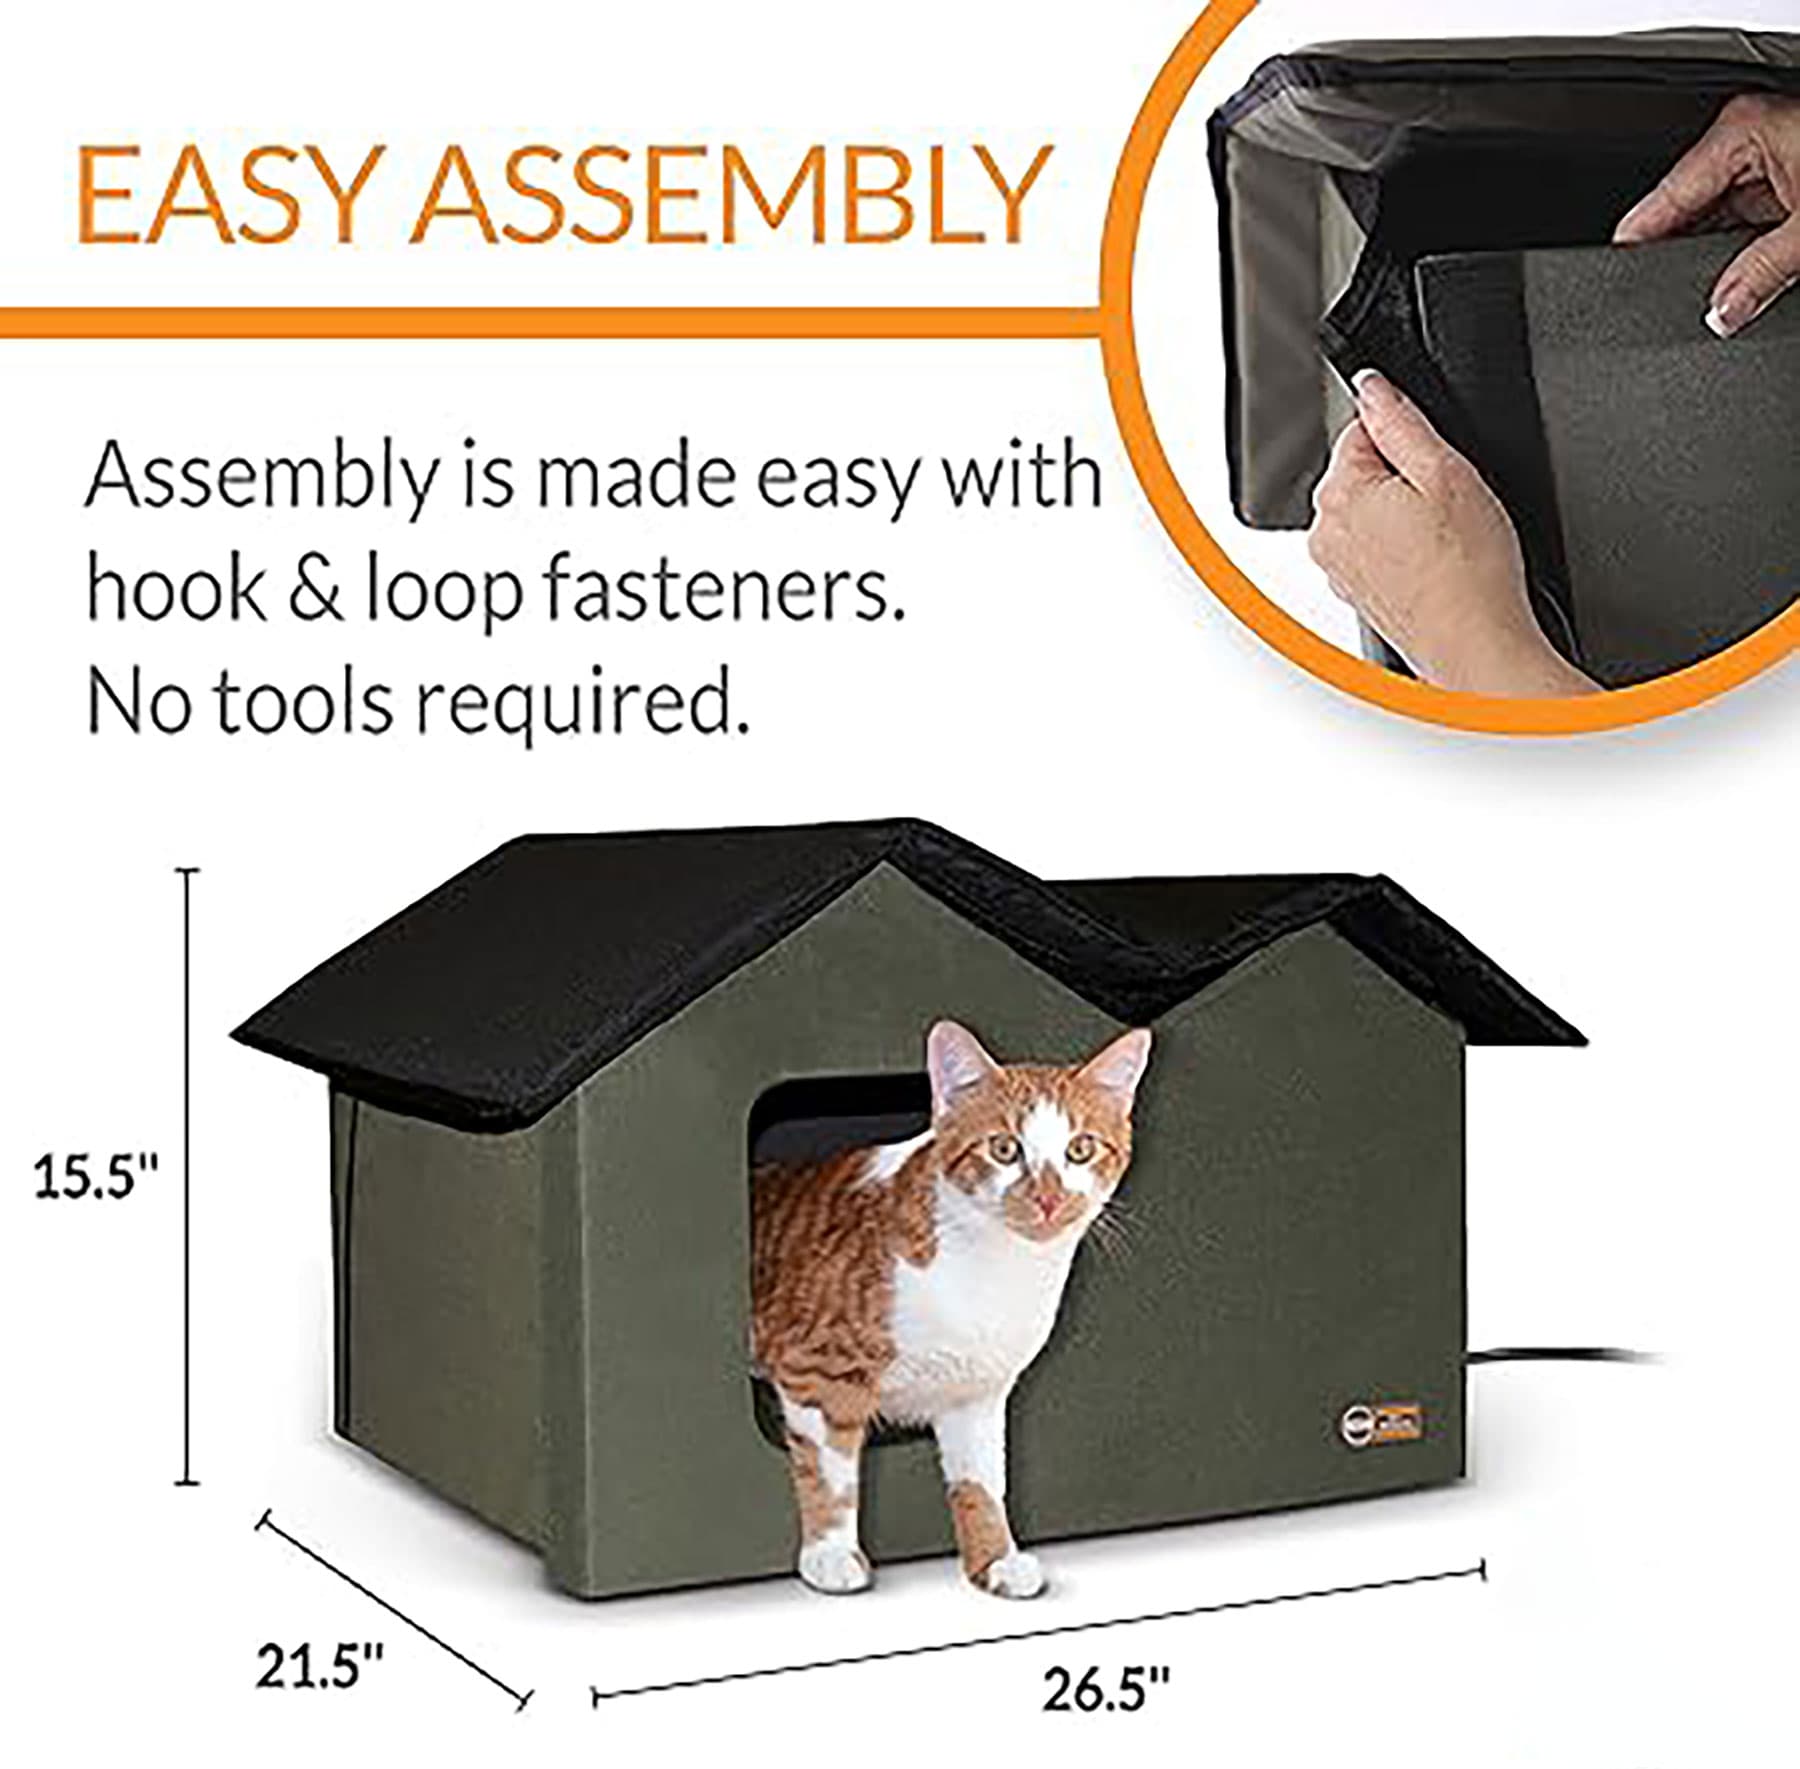 EASY ASSEMBLY
Assembly is made easy with
hook & loop fasteners.
No tools required.
15.5"
21.5"
26.5"